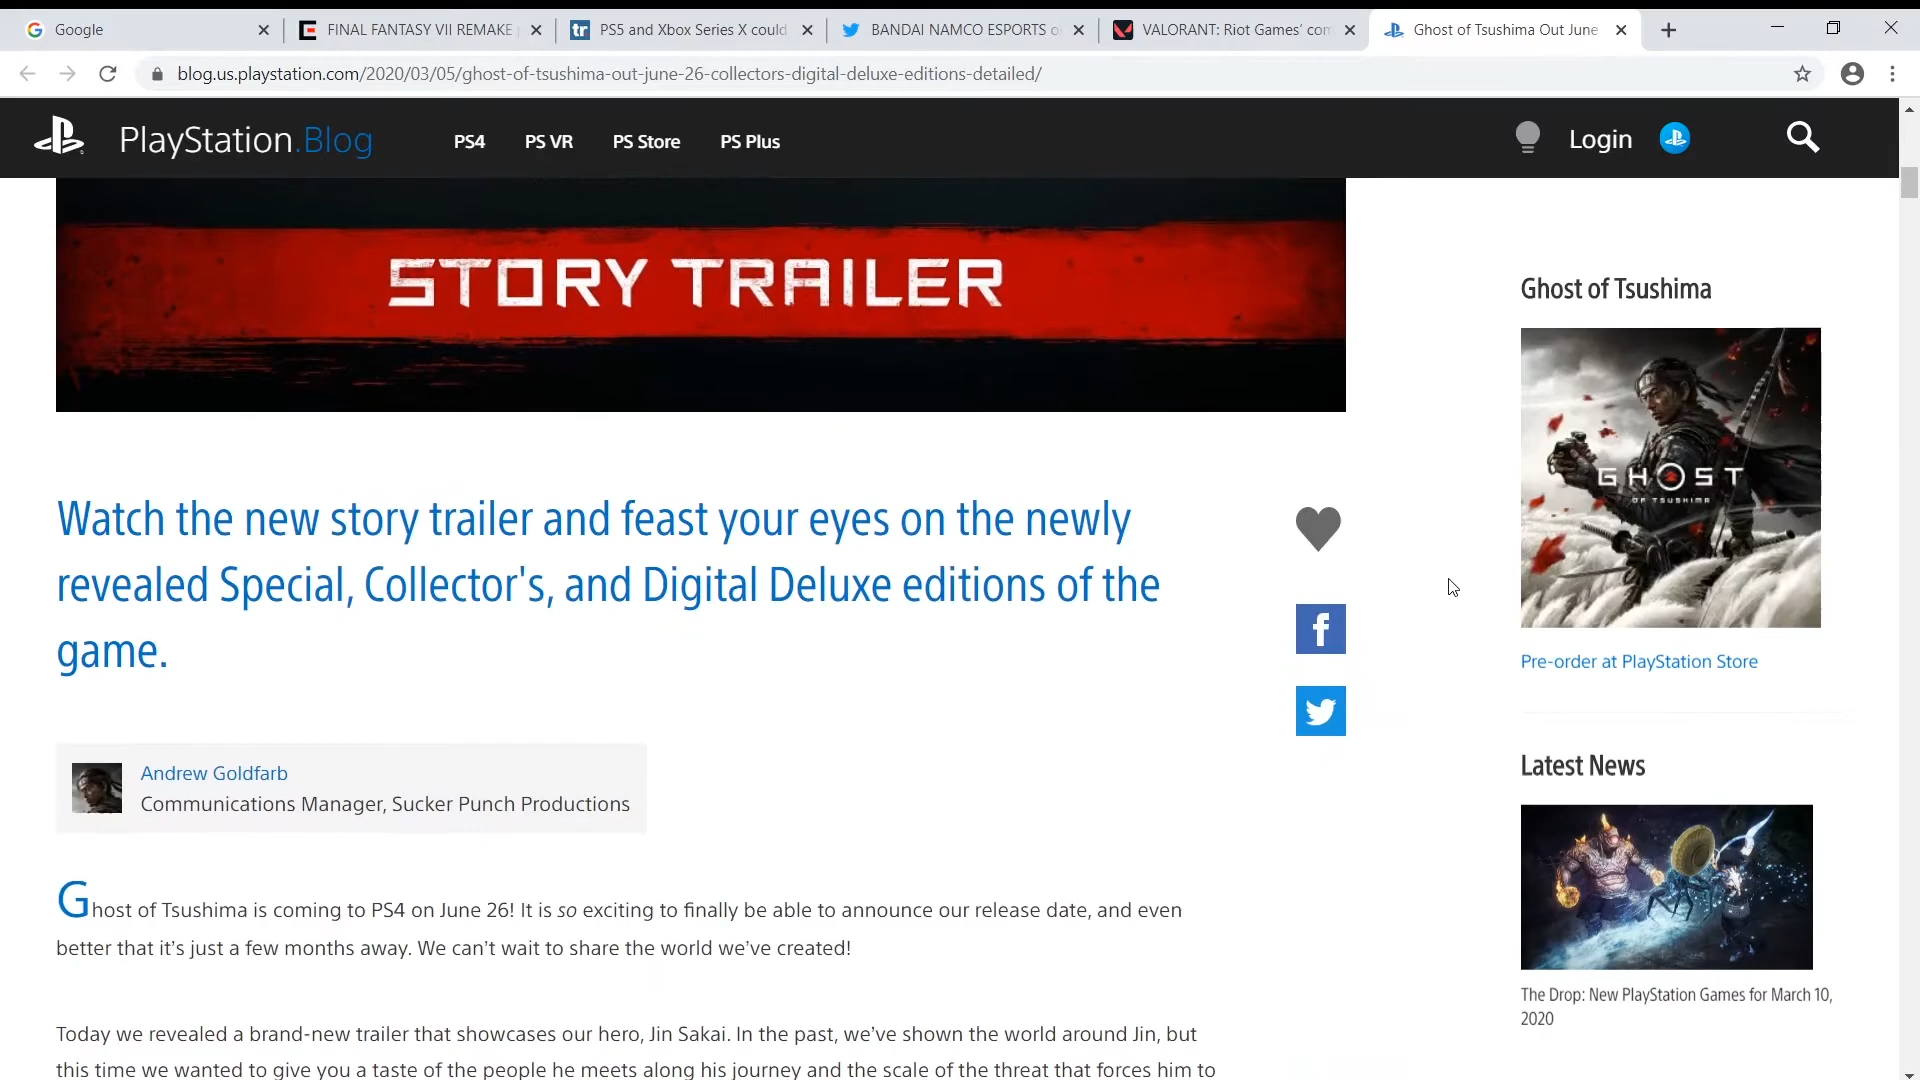 Google
FINAL FANTASY VII REMAKE
PS5 and Xbox Series X could
BANDAI NAMCO ESPORTS o
VALORANT: Riot Games' com
Ghost of Tsushima Out June
blog.us.playstation.com/2020/03/05/ghost-of-tsushima-out-june-26-collectors-digital-deluxe-editions-detailed/
PlayStation.Blog
PS4
PS VR
PS Store
PS Plus
Login
STORY TRAILER
Watch the new story trailer and feast your eyes on the newly
revealed Special, Collector's, and Digital Deluxe editions of the
game.
Andrew Goldfarb
Communications Manager, Sucker Punch Productions
Ghost of Tsushima is coming to PS4 on June 26! It is so exciting to finally be able to announce our release date, and even
better that it's just a few months away. We can't wait to share the world we've created!
Today we revealed a brand-new trailer that showcases our hero, Jin Sakai. In the past, we've shown the world around Jin, but
this time we wanted to give you a taste of the people he meets along his journey and the scale of the threat that forces him to
Ghost of Tsushima
GHOST
OF TSUSHIMA
Pre-order at PlayStation Store
Latest News
The Drop: New PlayStation Games for March 10,
2020